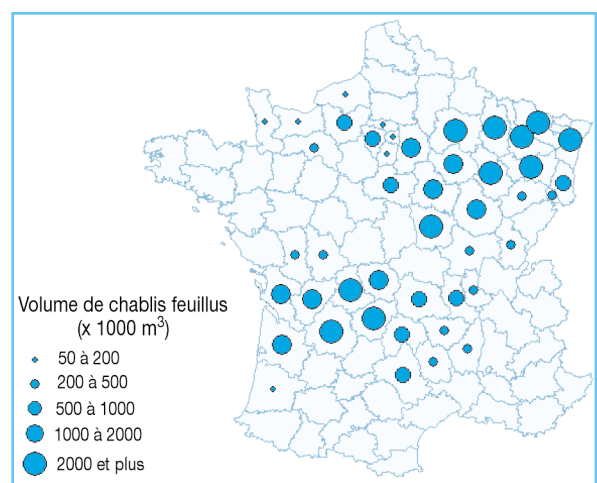 Volume de chablis feuillus
(x 1000 m³)
50 à 200
200 à 500
500 à 1000
1000 à 2000
2000 et plus